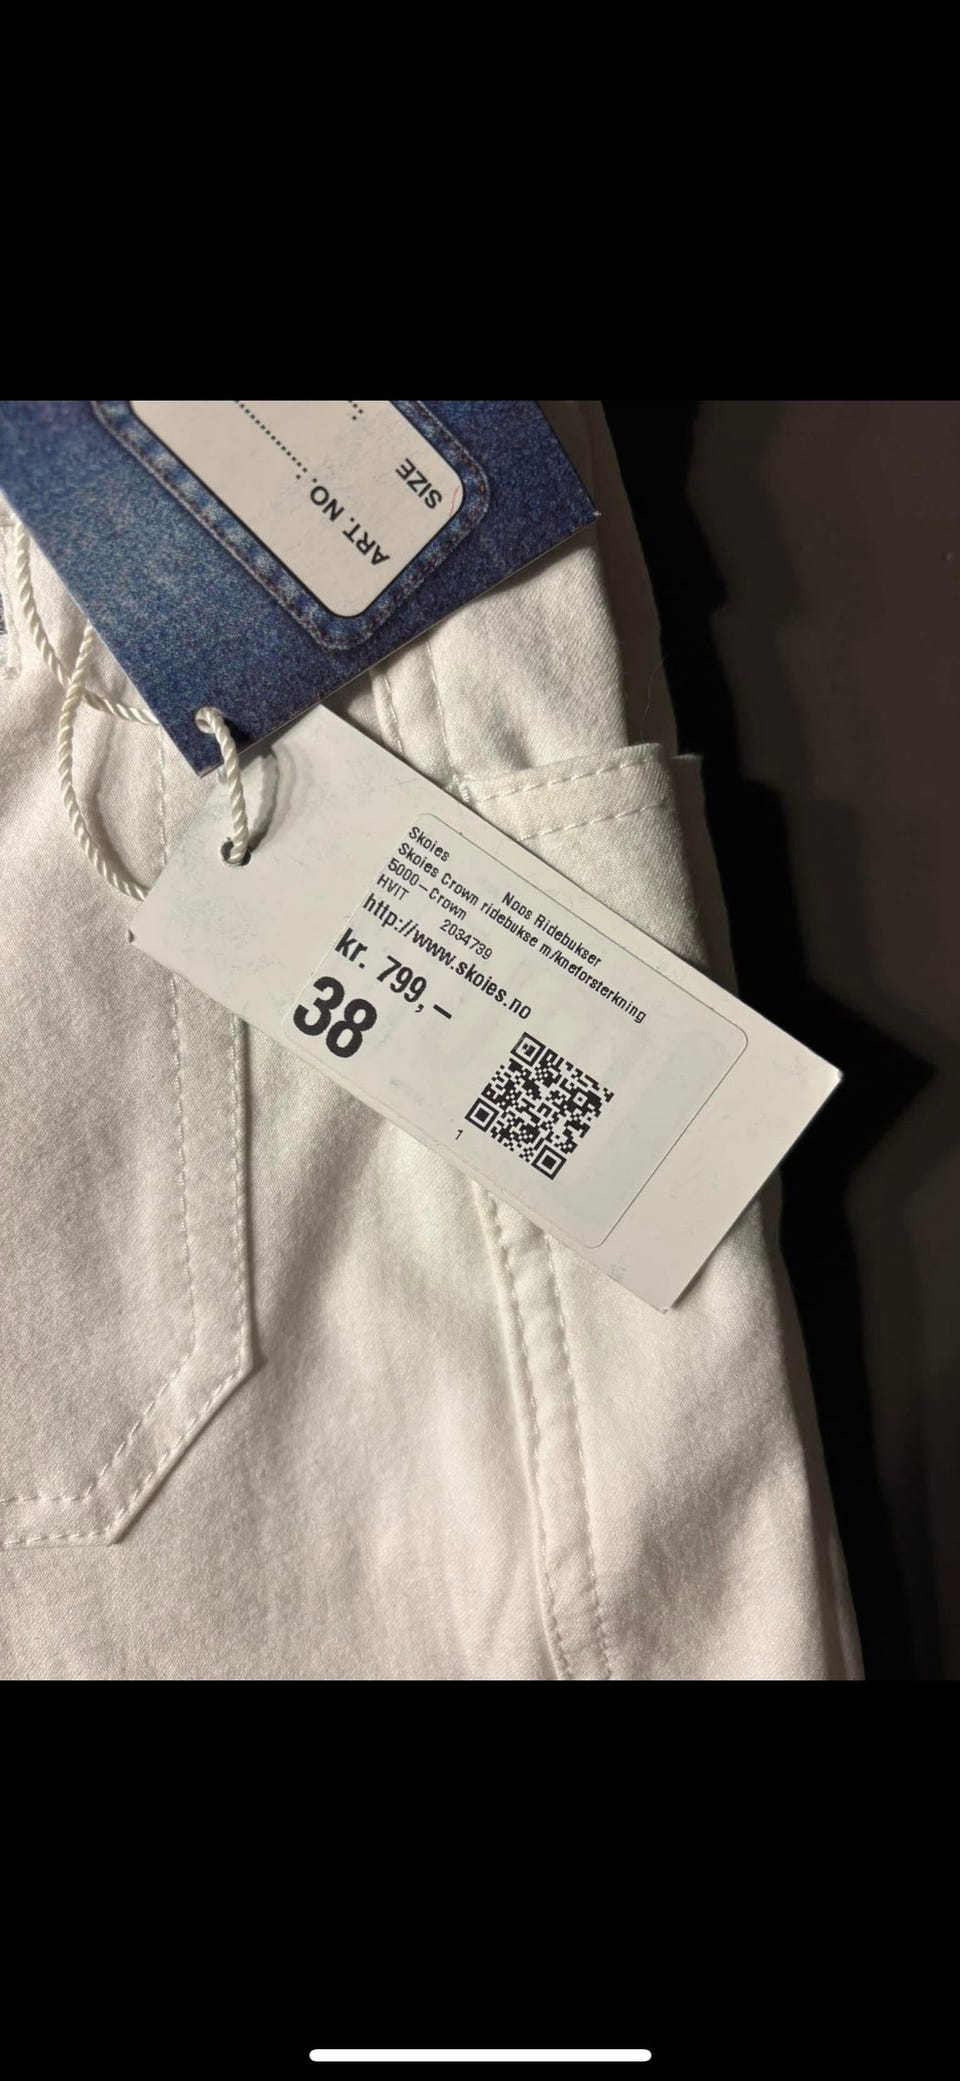 SIZE
ART. NO.:
Skoies Noos Ridebukser
Skoies Crown ridebukse m/kneforsterkning
5000-Crown
HVIT 2034739
http://www.skoies.no
kr. 799,-
38
1